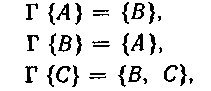 Γ {A} = {B},
Γ {B} = {A},
Γ {C} = {B, C},